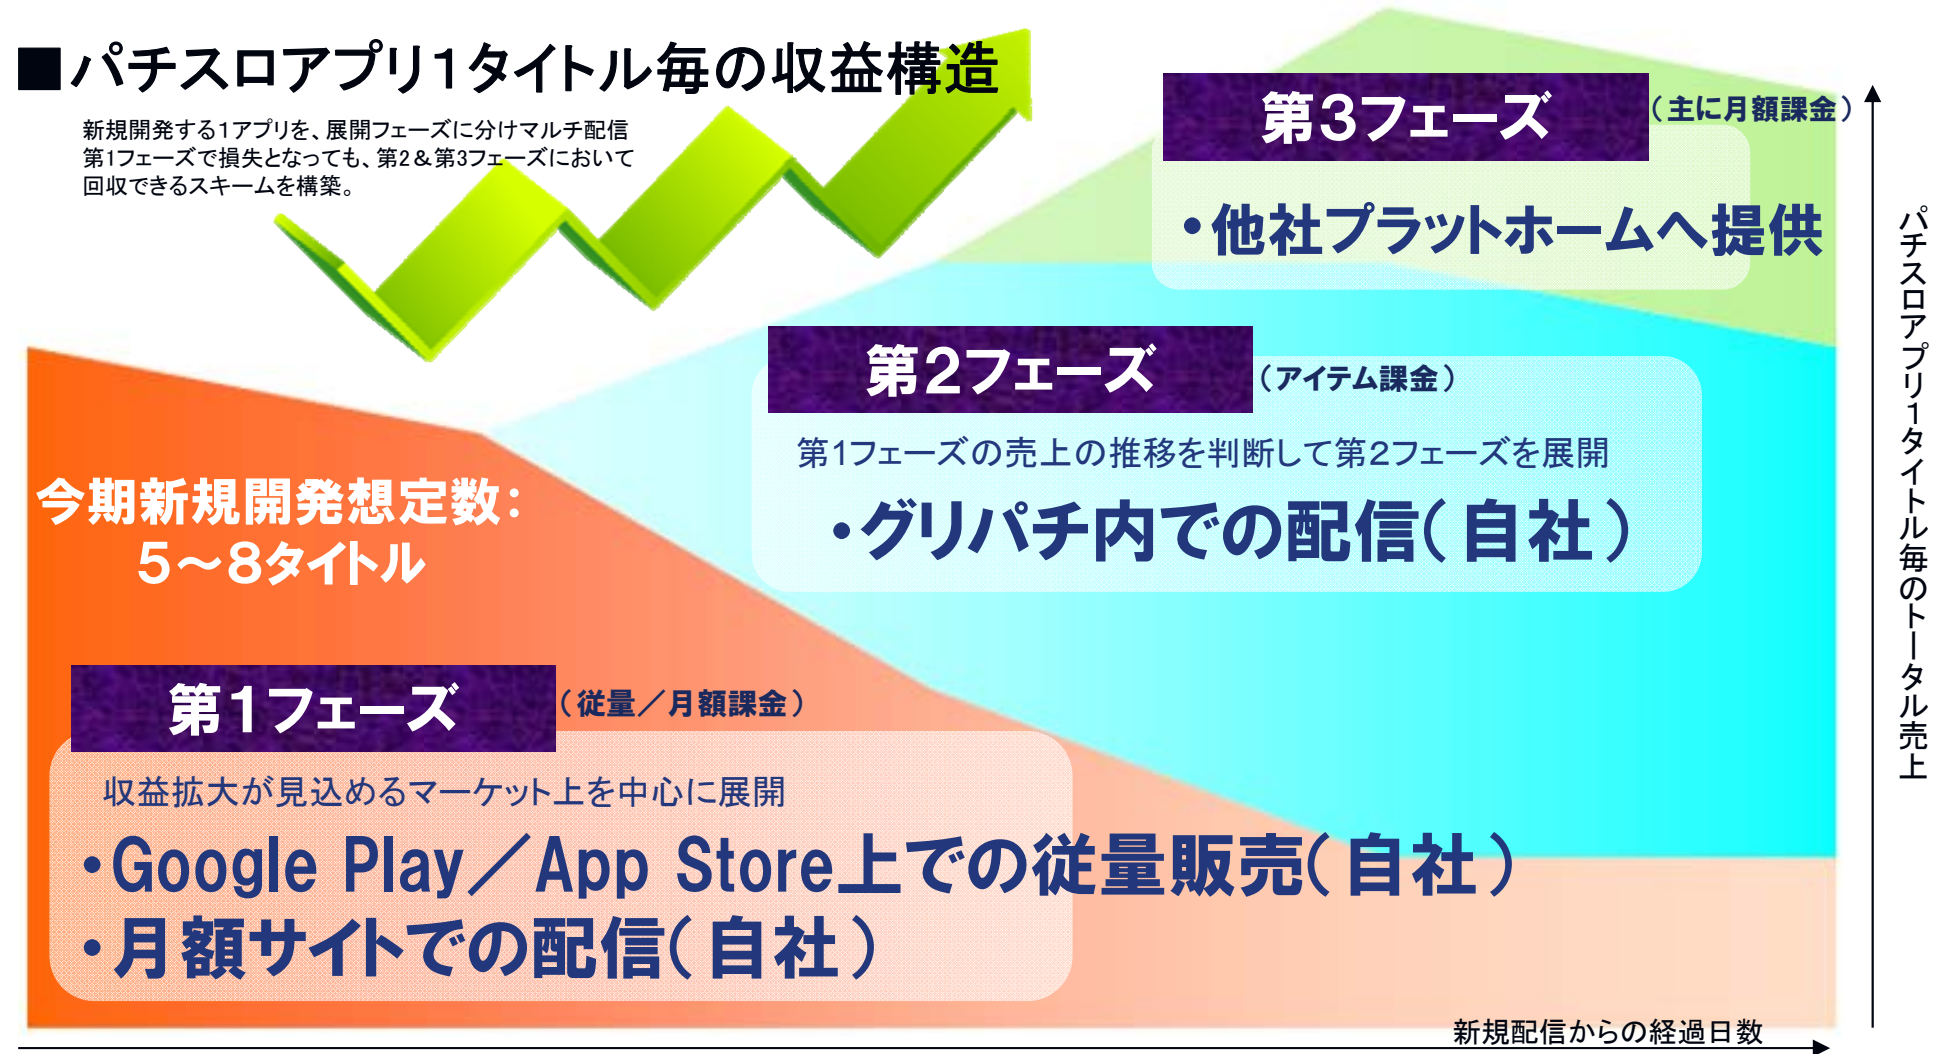 ■パチスロアプリ1タイトル毎の収益構造
新規開発する1アプリを、展開フェーズに分けマルチ配信
第1フェーズで損失となっても、第2&第3フェーズにおいて
回収できるスキームを構築。
第3フェーズ
（主に月額課金）
・他社プラットホームへ提供
第2フェーズ
（アイテム課金）
第1フェーズの売上の推移を判断して第2フェーズを展開
・グリパチ内での配信（自社）
今期新規開発想定数：
5～8タイトル
第1フェーズ
（従量／月額課金）
収益拡大が見込めるマーケット上を中心に展開
・Google Play／App Store上での従量販売（自社）
・月額サイトでの配信（自社）
新規配信からの経過日数
パチスロアプリ1タイトル毎のトータル売上